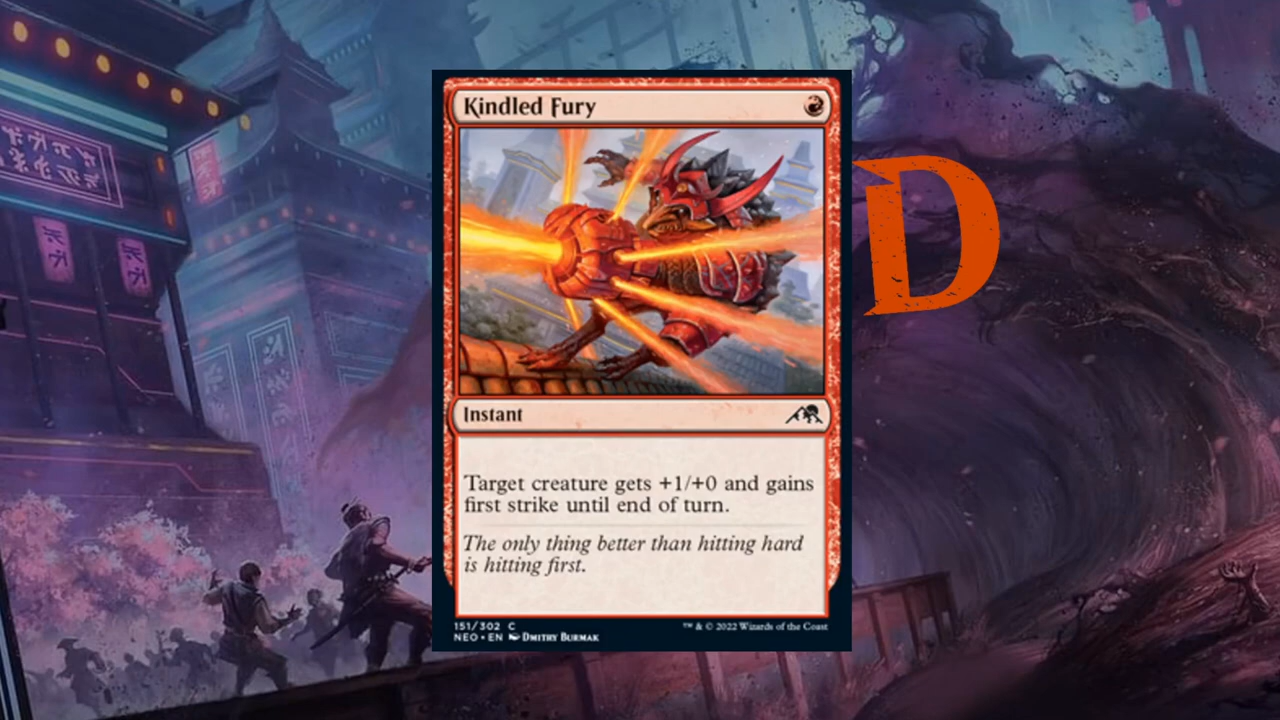 Kindled Fury
D
Instant
Target creature gets +1/+0 and gains
first strike until end of turn.
The only thing better than hitting hard
is hitting first.
151/302 C
NEO • EN Dmitry Burmak
™ & © 2022 Wizards of the Coast